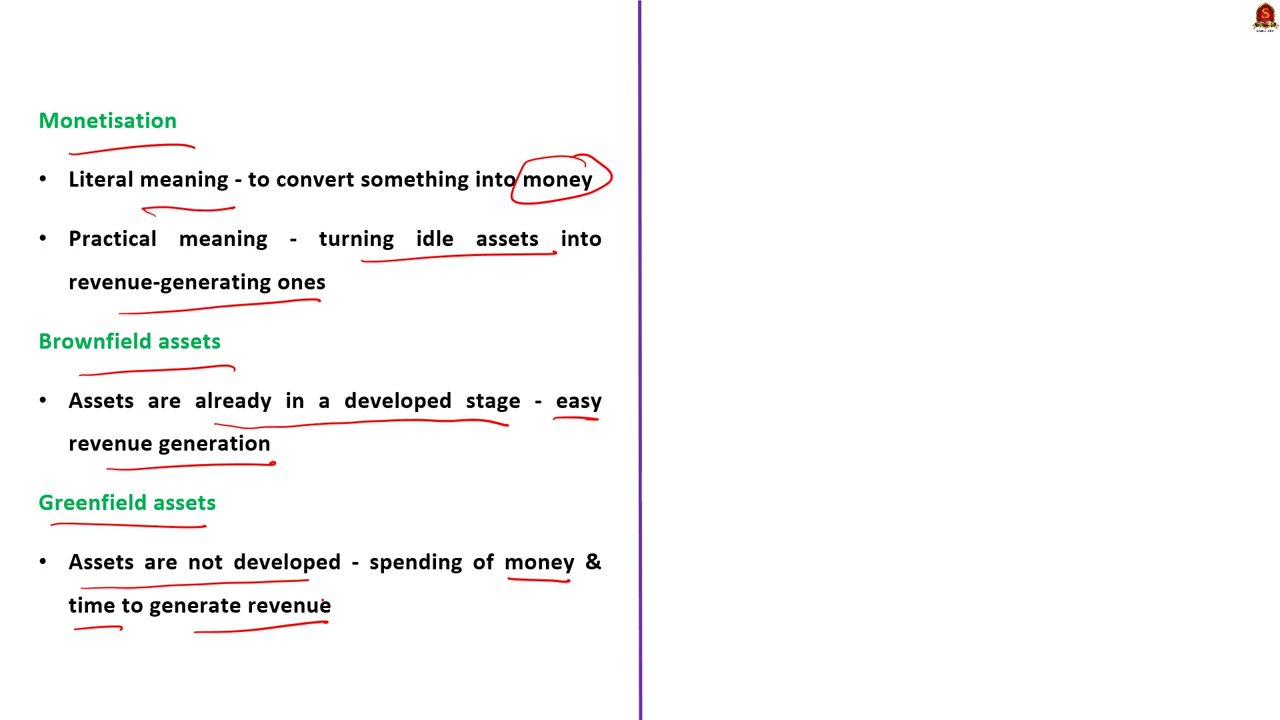 Monetisation
• Literal meaning - to convert something into money
• Practical meaning - turning idle assets into
revenue-generating ones
Brownfield assets
• Assets are already in a developed stage - easy
revenue generation
Greenfield assets
• Assets are not developed - spending of money &
time to generate revenue